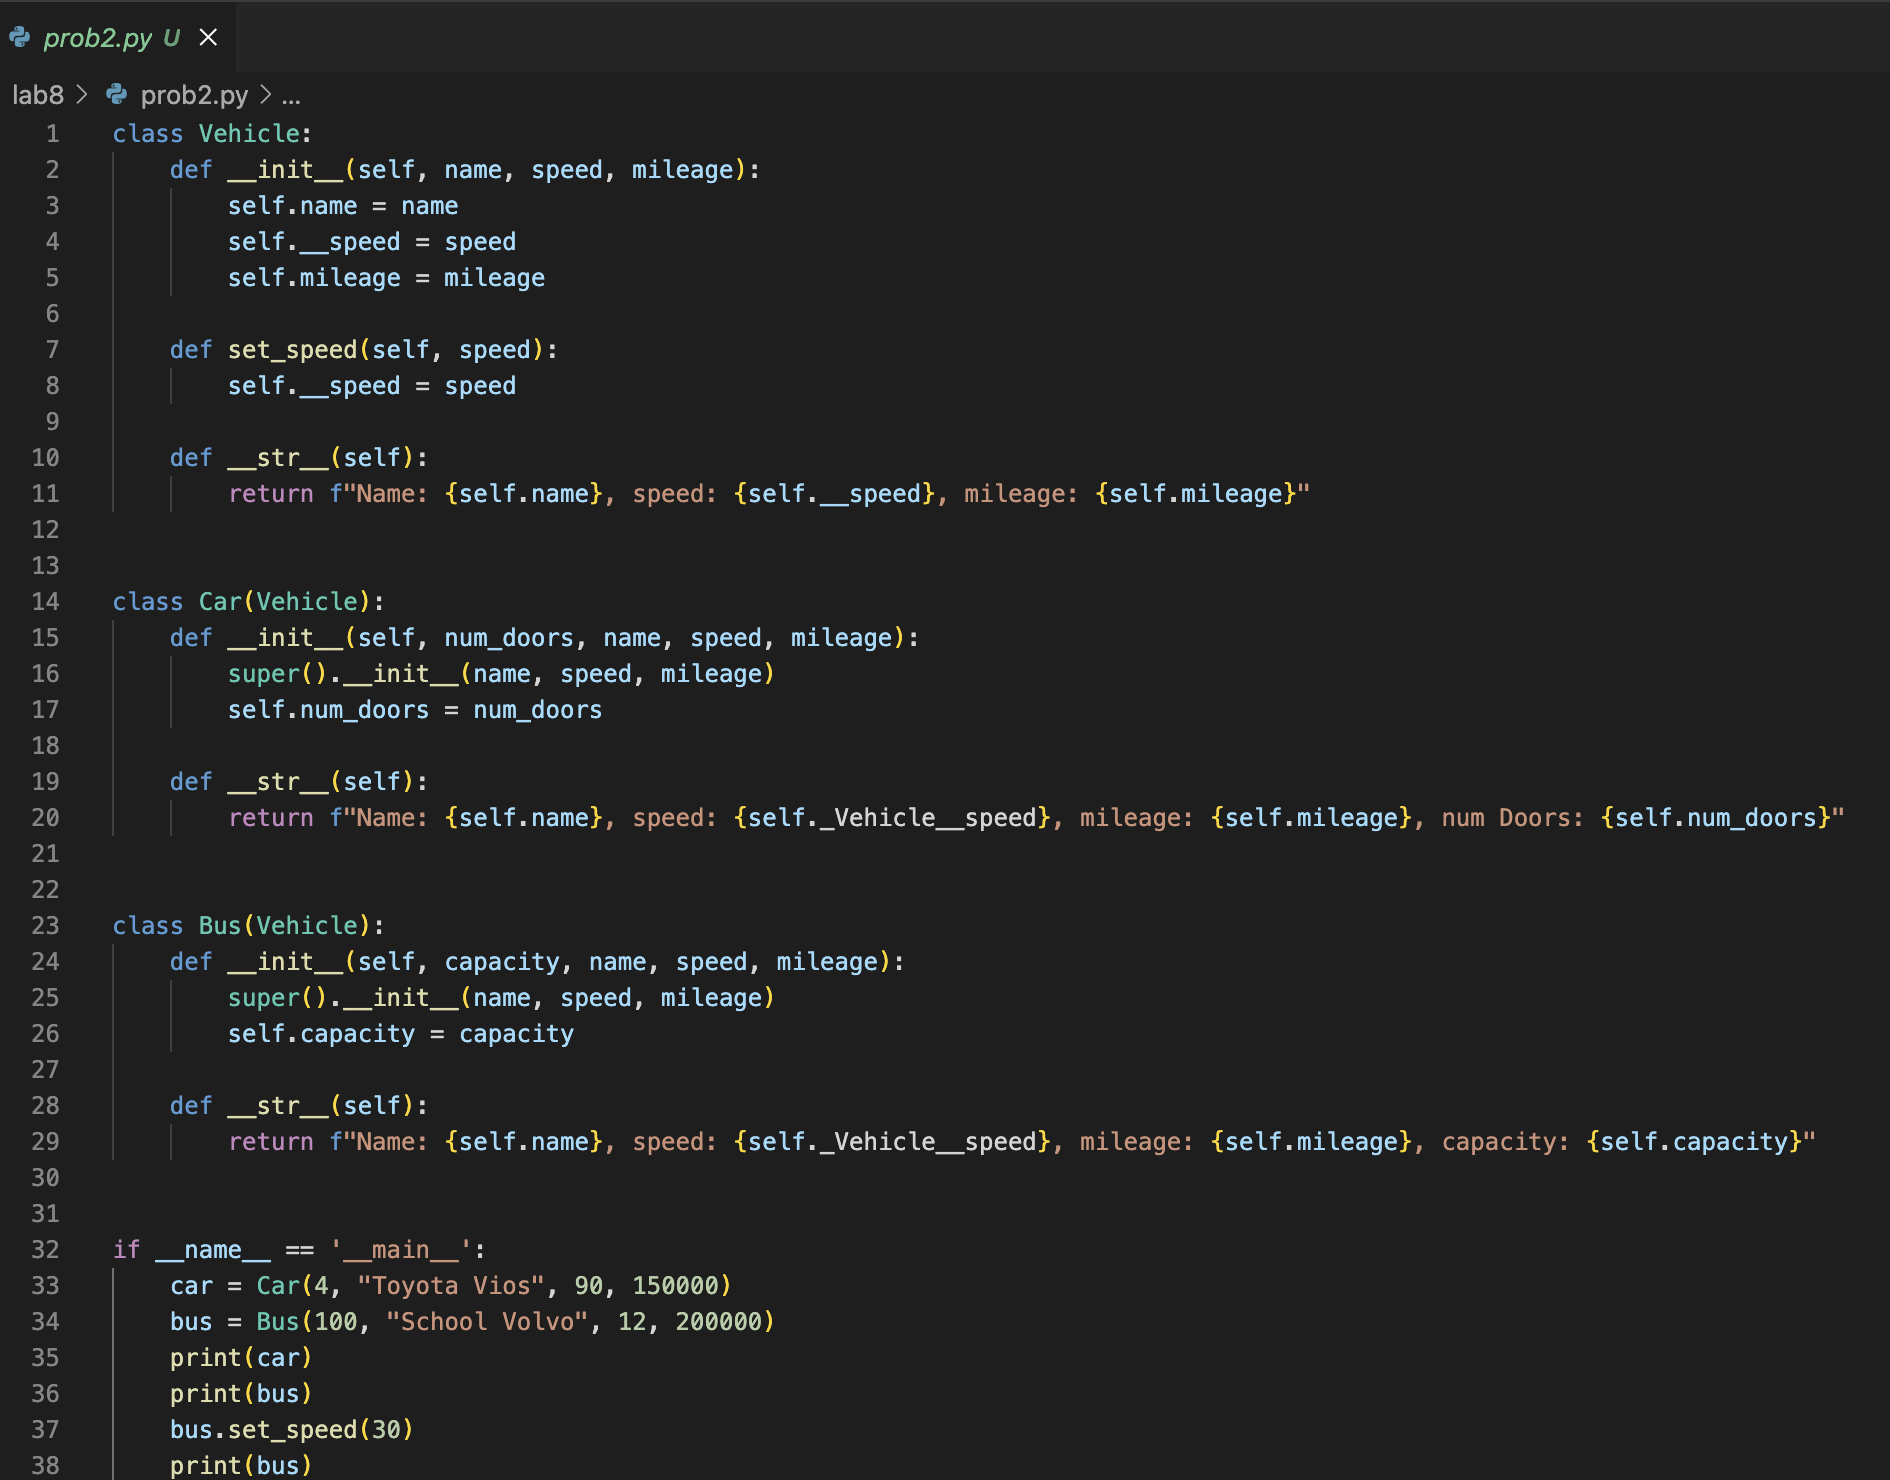 prob2.py U
lab8 > prob2.py > ...
1 class Vehicle:
2     def __init__(self, name, speed, mileage):
3         self.name = name
4         self.__speed = speed
5         self.mileage = mileage
6
7     def set_speed(self, speed):
8         self.__speed = speed
9
10     def __str__(self):
11         return f"Name: {self.name}, speed: {self.__speed}, mileage: {self.mileage}"
12
13
14 class Car(Vehicle):
15     def __init__(self, num_doors, name, speed, mileage):
16         super().__init__(name, speed, mileage)
17         self.num_doors = num_doors
18
19     def __str__(self):
20         return f"Name: {self.name}, speed: {self._Vehicle__speed}, mileage: {self.mileage}, num Doors: {self.num_doors}"
21
22
23 class Bus(Vehicle):
24     def __init__(self, capacity, name, speed, mileage):
25         super().__init__(name, speed, mileage)
26         self.capacity = capacity
27
28     def __str__(self):
29         return f"Name: {self.name}, speed: {self._Vehicle__speed}, mileage: {self.mileage}, capacity: {self.capacity}"
30
31
32 if __name__ == '__main__':
33     car = Car(4, "Toyota Vios", 90, 150000)
34     bus = Bus(100, "School Volvo", 12, 200000)
35     print(car)
36     print(bus)
37     bus.set_speed(30)
38     print(bus)